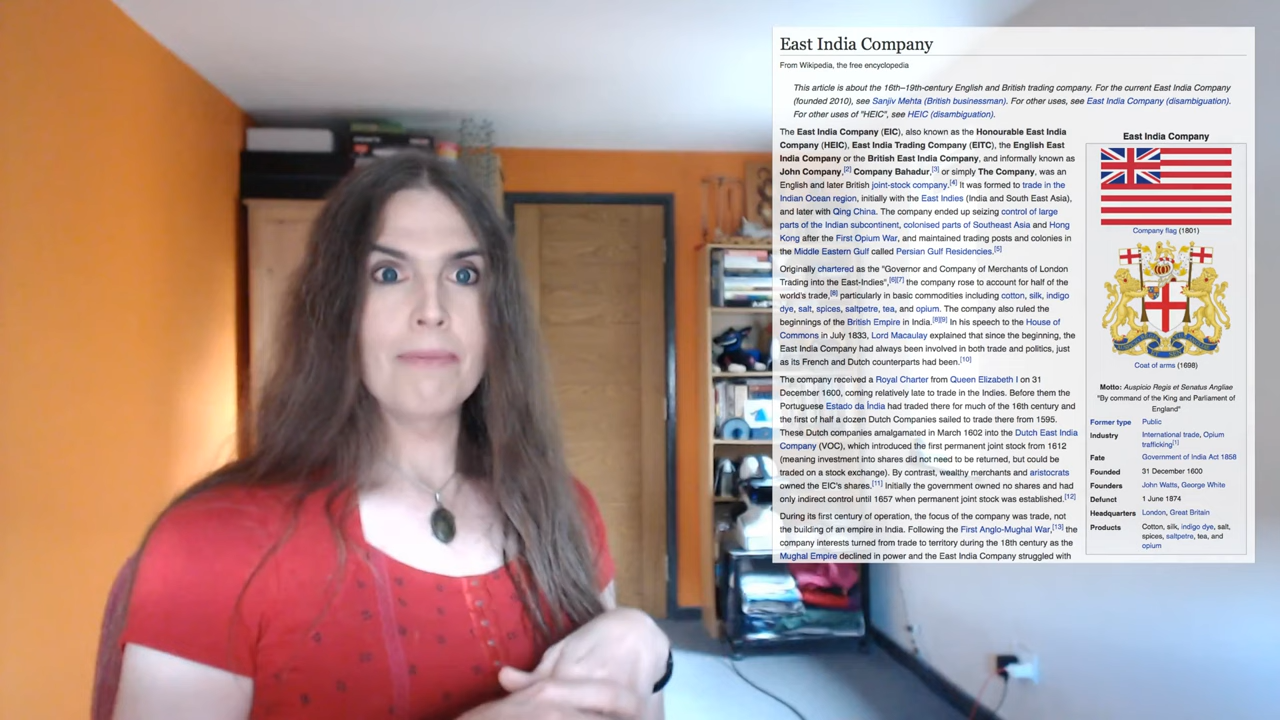 East India Company
From Wikipedia, the free encyclopedia
This article is about the 16th–19th-century English and British trading company. For the current East India Company
(founded 2010), see Sanjiv Mehta (British businessman). For other uses, see East India Company (disambiguation).
For other uses of "HEIC", see HEIC (disambiguation).
The East India Company (EIC), also known as the Honourable East India
Company (HEIC), East India Trading Company (EITC), the English East
India Company or the British East India Company, and informally known as
John Company,[2] Company Bahadur,[3] or simply The Company, was an
English and later British joint-stock company.[4] It was formed to trade in the
Indian Ocean region, initially with the East Indies (India and South East Asia),
and later with Qing China. The company ended up seizing control of large
parts of the Indian subcontinent, colonised parts of Southeast Asia and Hong
Kong after the First Opium War, and maintained trading posts and colonies in
the Middle Eastern Gulf called Persian Gulf Residencies.[5]
Originally chartered as the "Governor and Company of Merchants of London
Trading into the East-Indies",[6][7] the company rose to account for half of the
world's trade,[8] particularly in basic commodities including cotton, silk, indigo
dye, salt, spices, saltpetre, tea, and opium. The company also ruled the
beginnings of the British Empire in India.[8][9] In his speech to the House of
Commons in July 1833, Lord Macaulay explained that since the beginning, the
East India Company had always been involved in both trade and politics, just
as its French and Dutch counterparts had been.[10]
The company received a Royal Charter from Queen Elizabeth I on 31
December 1600, coming relatively late to trade in the Indies. Before them the
Portuguese Estado da Índia had traded there for much of the 16th century and
the first of half a dozen Dutch Companies sailed to trade there from 1595.
These Dutch companies amalgamated in March 1602 into the Dutch East India
Company (VOC), which introduced the first permanent joint stock from 1612
(meaning investment into shares did not need to be returned, but could be
traded on a stock exchange). By contrast, wealthy merchants and aristocrats
owned the EIC's shares.[11] Initially the government owned no shares and had
only indirect control until 1657 when permanent joint stock was established.[12]
During its first century of operation, the focus of the company was trade, not
the building of an empire in India. Following the First Anglo-Mughal War,[13] the
company interests turned from trade to territory during the 18th century as the
Mughal Empire declined in power and the East India Company struggled with
East India Company
Company flag (1801)
Coat of arms (1698)
Motto: Auspicio Regis et Senatus Angliae
"By command of the King and Parliament of
England"
Former type Public
Industry International trade, Opium
trafficking[1]
Fate Government of India Act 1858
Founded 31 December 1600
Founders John Watts, George White
Defunct 1 June 1874
Headquarters London, Great Britain
Products Cotton, silk, indigo dye, salt,
spices, saltpetre, tea, and
opium